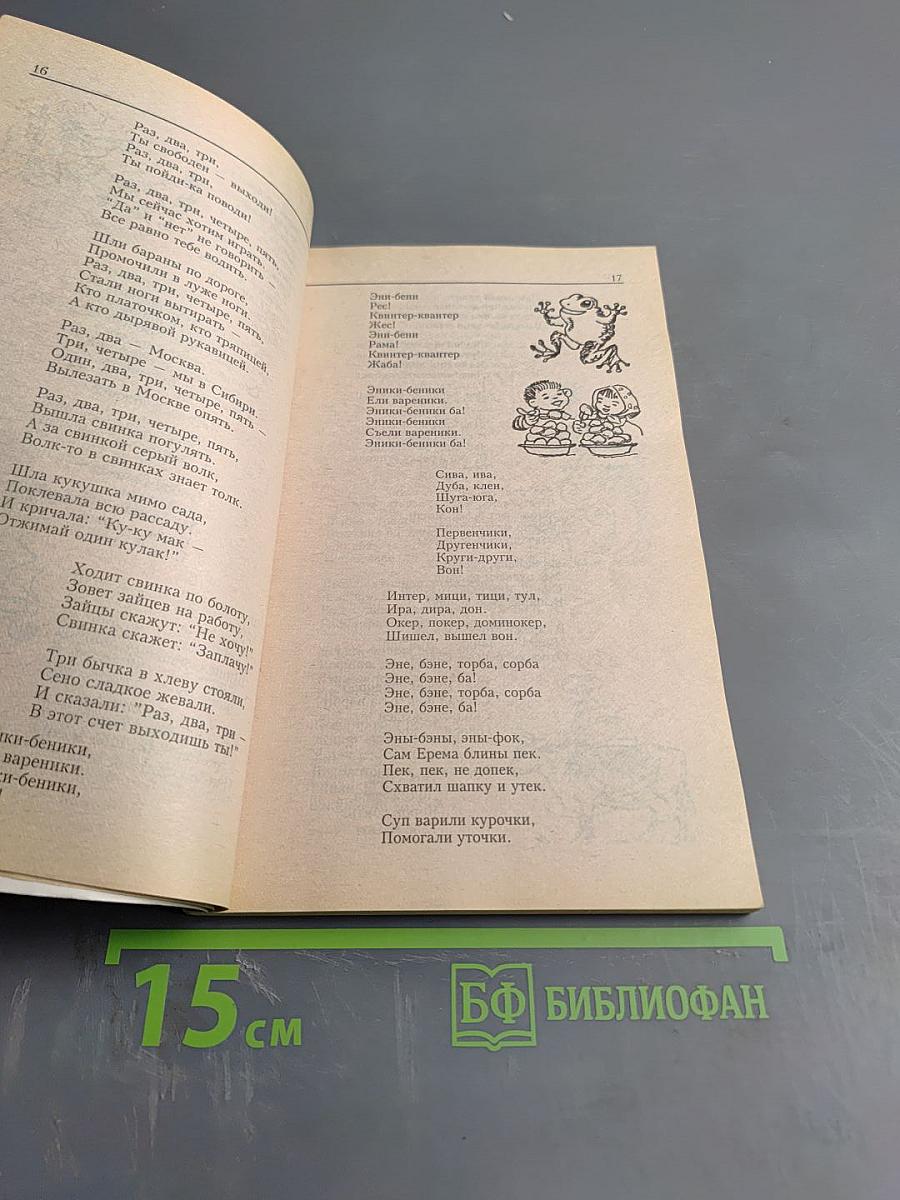 16
Раз, два, три,
Ты свободен — выходи!
Раз, два, три,
Ты пойди-ка поводи!
Раз, два, три, четыре, пять,
Мы сейчас хотим играть.
"Да" и "нет" не говорить —
Все равно тебе водить.
Шли бараны по дороге,
Промочили в луже ноги.
Раз, два, три, четыре, пять,
Стали ноги вытирать —
Кто платочком, кто тряпицей,
А кто дырявой рукавицей.
Раз, два — Москва.
Три, четыре — мы в Сибири.
Один, два, три, четыре, пять —
Вылезать в Москве опять.
Раз, два, три, четыре, пять,
Вышла свинка погулять.
А за свинкой серый волк,
Волк-то в свинках знает толк.
Шла кукушка мимо сада,
Поклевала всю рассаду.
И кричала: "Ку-ку мак —
Отжимай один кулак!"
Ходит свинка по болоту,
Зовет зайцев на работу,
Зайцы скажут: "Не хочу!"
Свинка скажет: "Заплачу!"
Три бычка в хлеву стояли,
Сено сладкое жевали.
И сказали: "Раз, два, три —
В этот счет выходишь ты!"
ики-беники,
вареники.
ки-беники,
!
17
Эни-бени
Рес!
Квинтер-квантер
Жес!
Эни-бени
Рама!
Квинтер-квантер
Жаба!
Эники-беники
Ели вареники.
Эники-беники ба!
Эники-беники
Съели вареники.
Эники-беники ба!
Сива, ива,
Дуба, клен,
Шуга-юга,
Кон!
Первенчики,
Другенчики,
Круги-други,
Вон!
Интер, мици, тици, тул,
Ира, дира, дон.
Окер, покер, доминокер,
Шишел, вышел вон.
Эне, бэне, торба, сорба
Эне, бэне, ба!
Эне, бэне, торба, сорба
Эне, бэне, ба!
Эны-бэны, эны-фок,
Сам Ерема блины пек.
Пек, пек, не допек,
Схватил шапку и утек.
Суп варили курочки,
Помогали уточки.
15 см
БФ БИБЛИОФАН